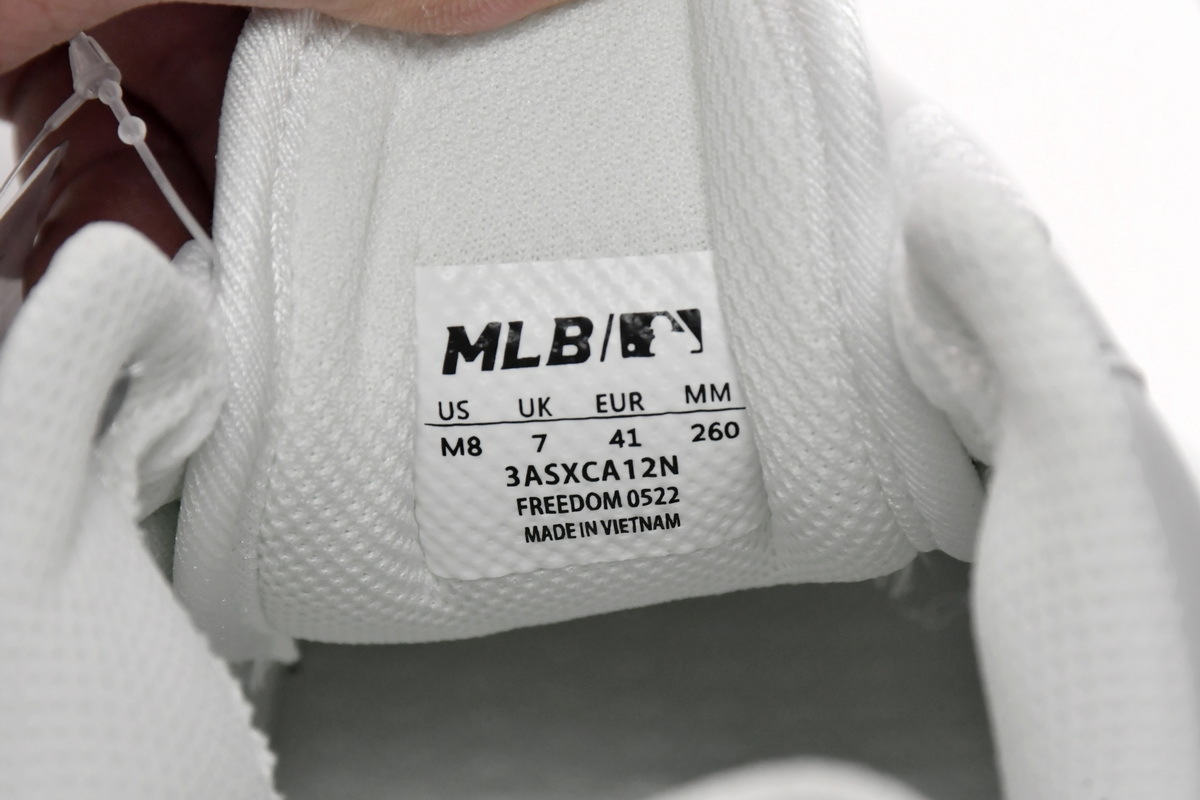 MLB/
US UK EUR MM
M8 7 41 260
3ASXCA12N
FREEDOM 0522
MADE IN VIETNAM